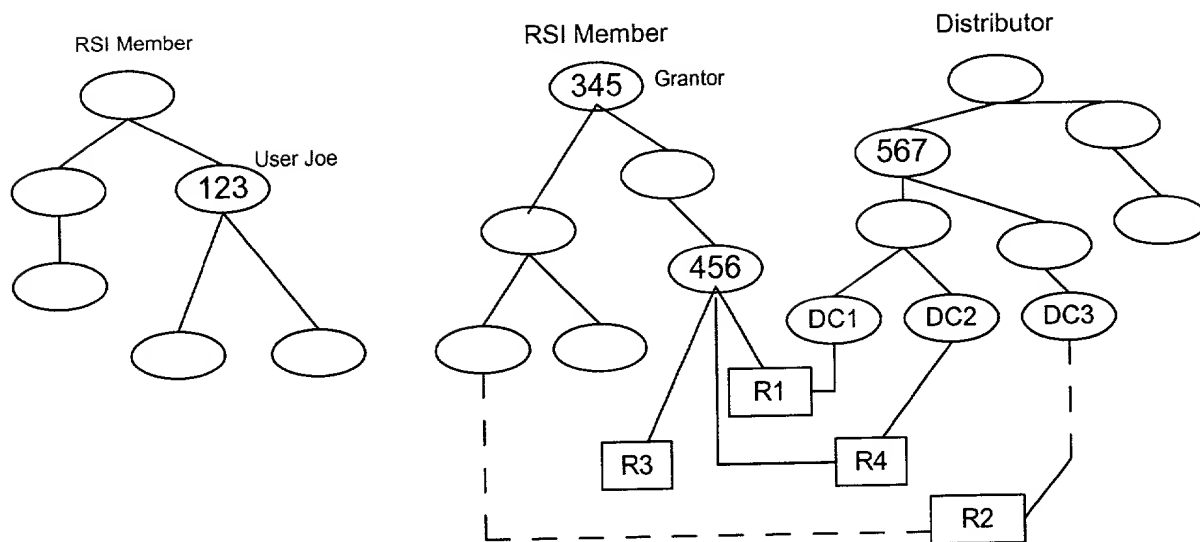 RSI Member
RSI Member
Distributor
345
Grantor
User Joe
123
567
456
DC1
DC2
DC3
R1
R3
R4
R2